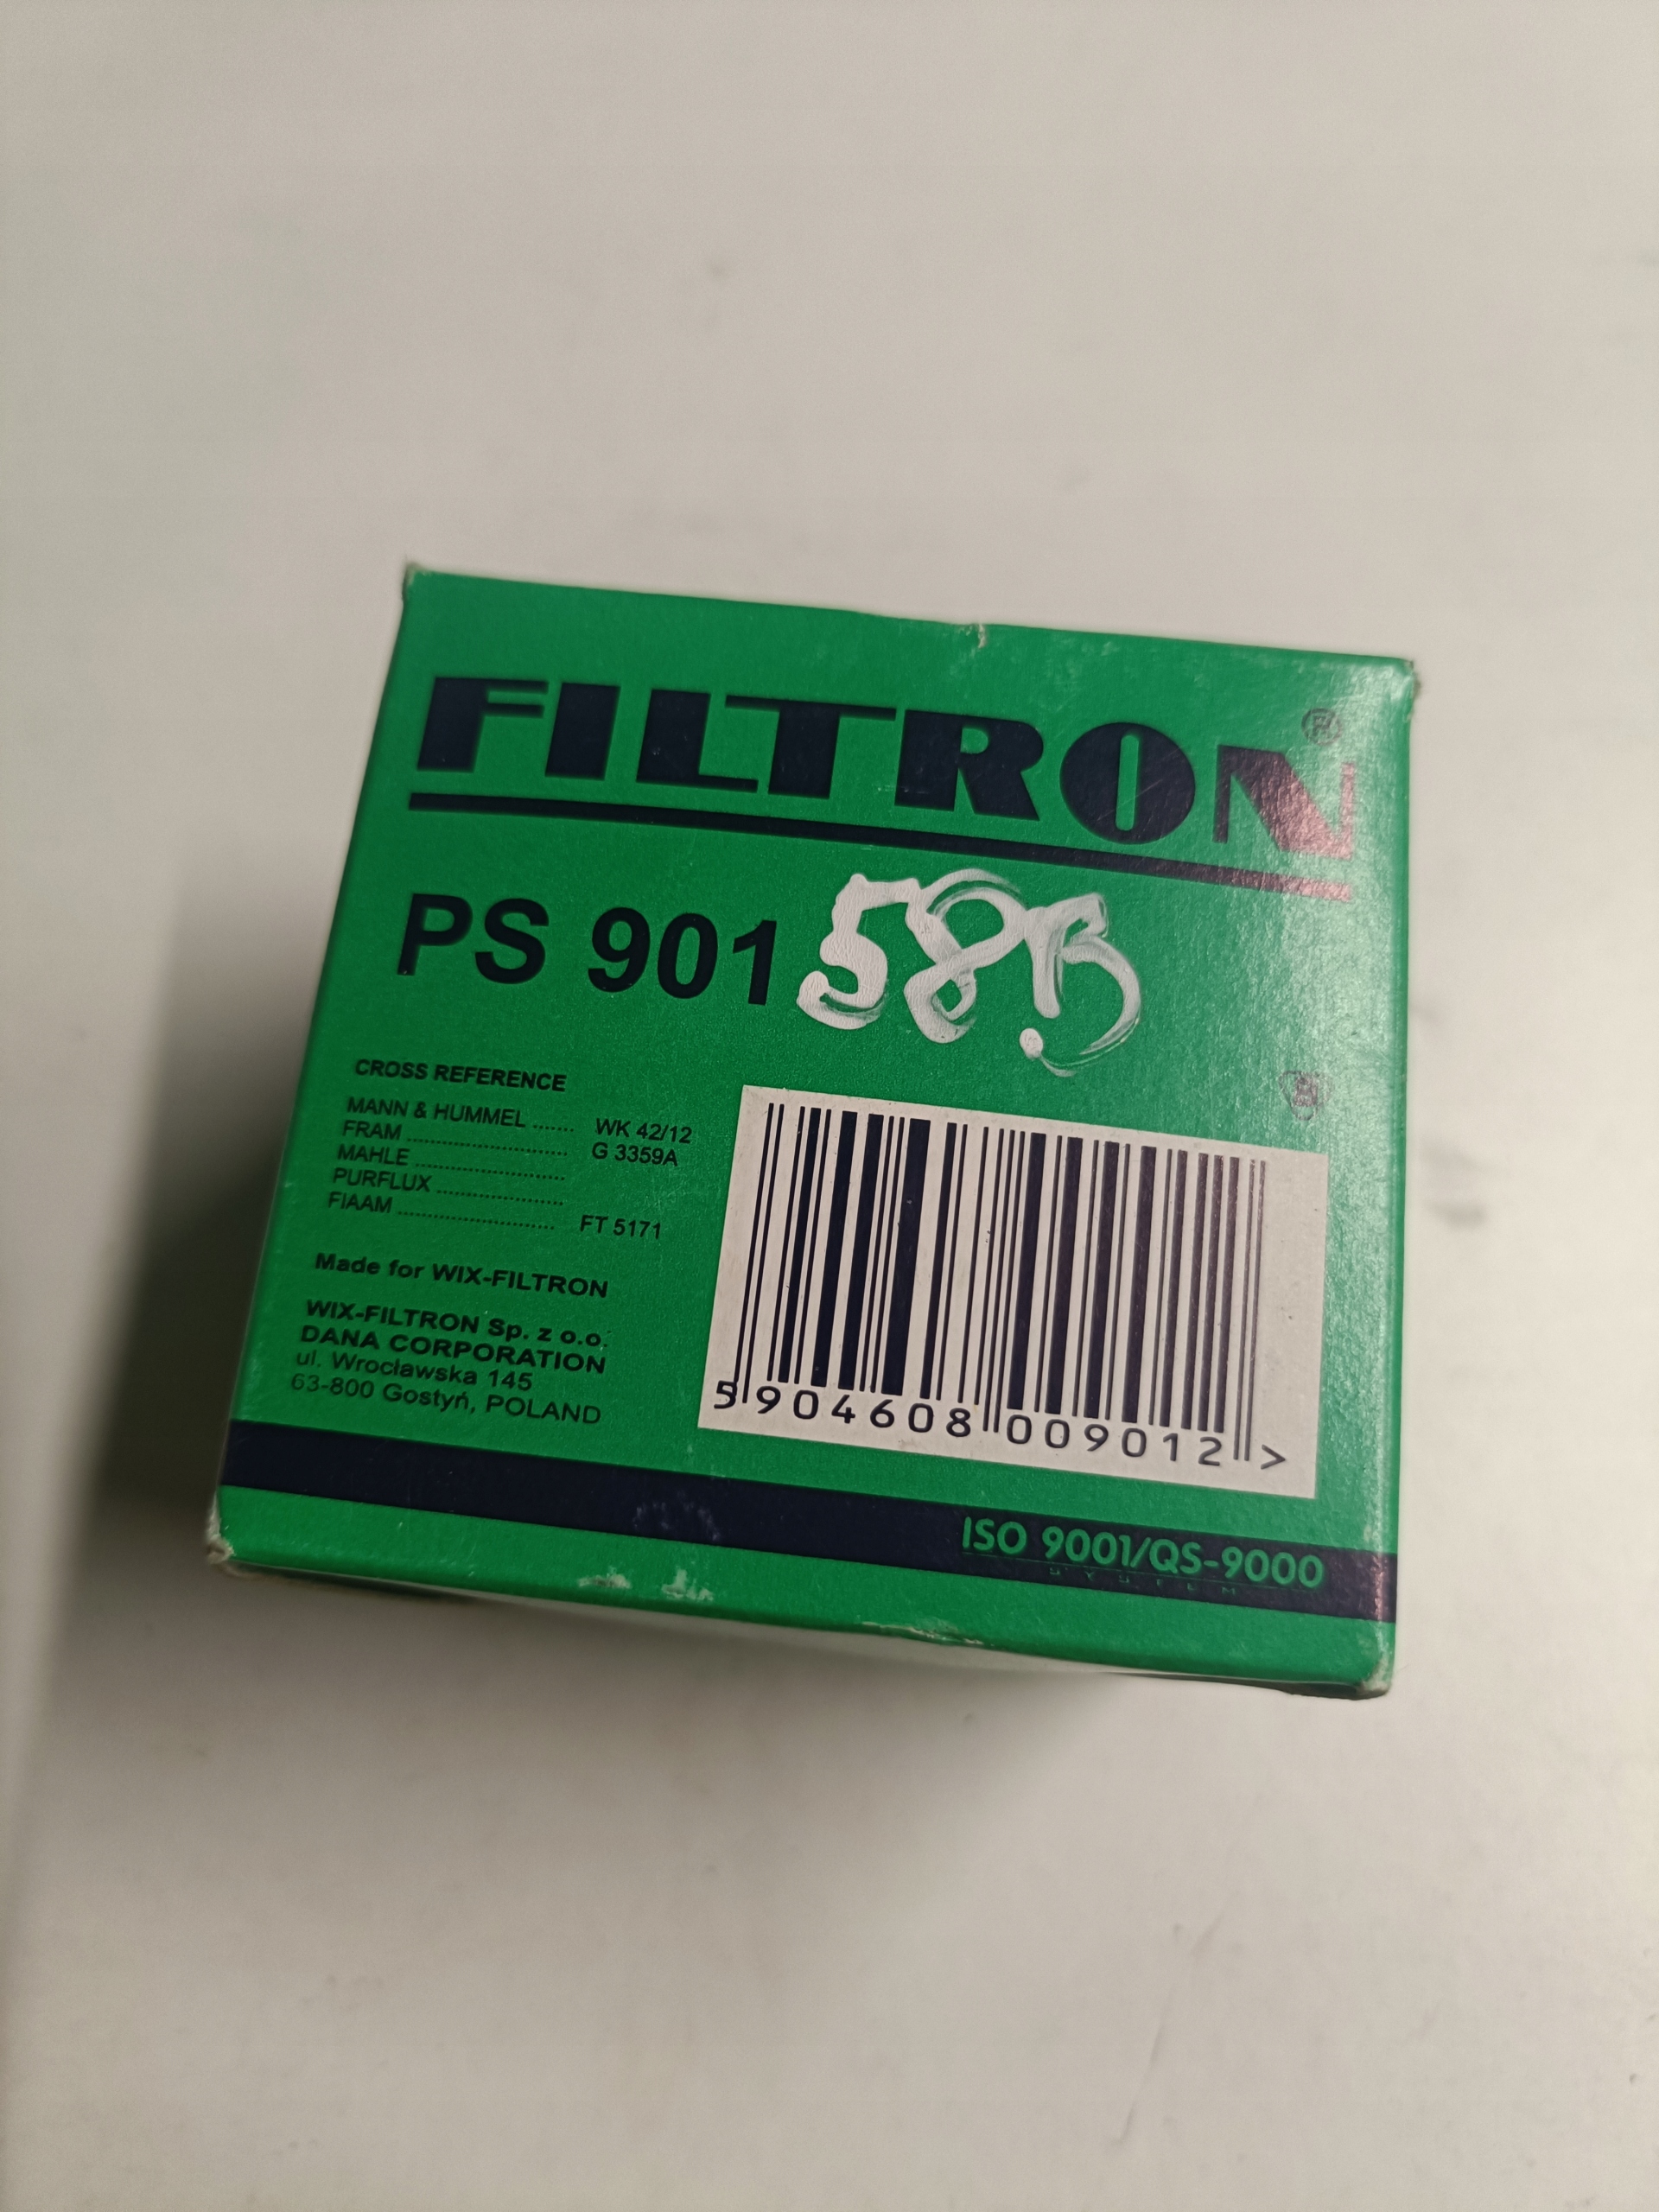 FILTRON®
PS 901 58B
CROSS REFERENCE
MANN & HUMMEL ....... WK 42/12
FRAM ............................ G 3359A
MAHLE ..........................
PURFLUX ......................
FIAAM ........................... FT 5171
Made for WIX-FILTRON
WIX-FILTRON Sp. z o.o.
DANA CORPORATION
ul. Wrocławska 145
63-800 Gostyń, POLAND
5 904608 009012 >
ISO 9001/QS-9000